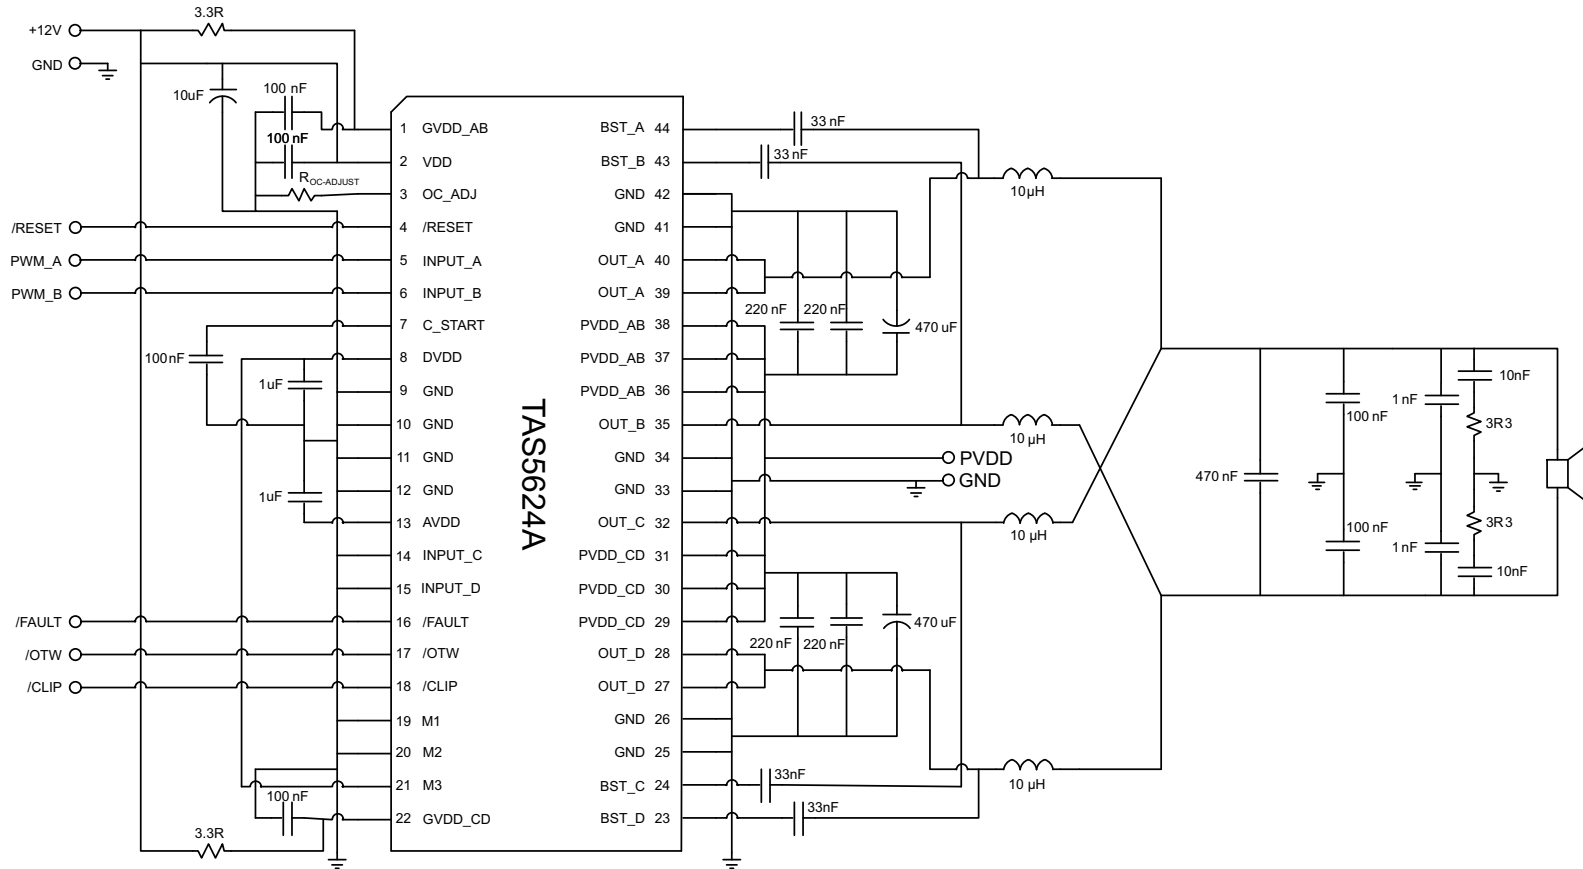 +12V
GND
3.3R
10uF
100 nF
100 nF
R_OC-ADJUST
/RESET
PWM_A
PWM_B
100nF
1uF
1uF
/FAULT
/OTW
/CLIP
100 nF
3.3R
1 GVDD_AB
2 VDD
3 OC_ADJ
4 /RESET
5 INPUT_A
6 INPUT_B
7 C_START
8 DVDD
9 GND
10 GND
11 GND
12 GND
13 AVDD
14 INPUT_C
15 INPUT_D
16 /FAULT
17 /OTW
18 /CLIP
19 M1
20 M2
21 M3
22 GVDD_CD
TAS5624A
BST_A 44
BST_B 43
GND 42
GND 41
OUT_A 40
OUT_A 39
PVDD_AB 38
PVDD_AB 37
PVDD_AB 36
OUT_B 35
GND 34
GND 33
OUT_C 32
PVDD_CD 31
PVDD_CD 30
PVDD_CD 29
OUT_D 28
OUT_D 27
GND 26
GND 25
BST_C 24
BST_D 23
33 nF
33 nF
10 µH
220 nF
220 nF
470 uF
10 µH
PVDD
GND
10 µH
220 nF
220 nF
470 uF
33nF
33nF
10 µH
470 nF
100 nF
100 nF
1 nF
1 nF
10nF
3R3
3R3
10nF